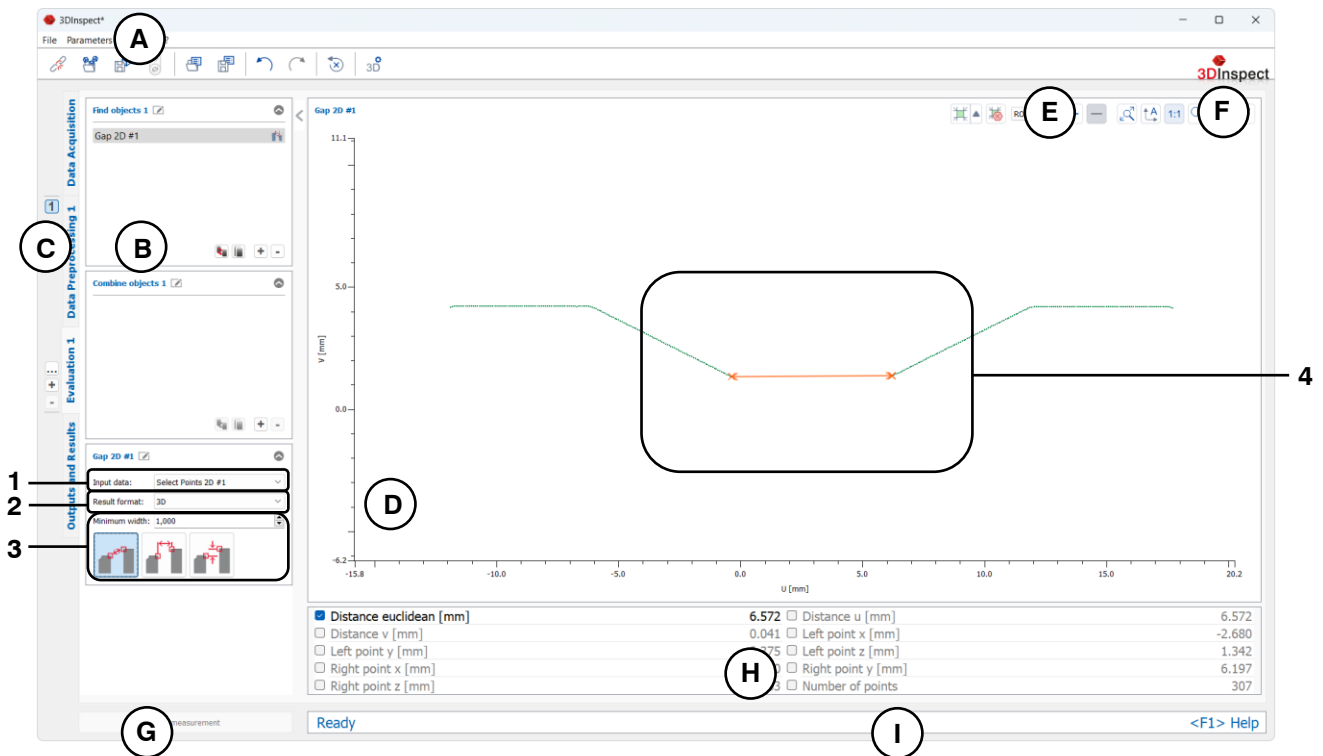 3DInspect*
File Parameters
A
3D
3DInspect
Data Acquisition
Data Preprocessing 1
Evaluation 1
Outputs and Results
1
...
+
-
C
Find objects 1
Gap 2D #1
B
+ -
Combine objects 1
+ -
Gap 2D #1
1
Input data: Select Points 2D #1
2
Result format: 3D
3
Minimum width: 1,000
Gap 2D #1
E
1:1
F
11.1
5.0
V [mm]
0.0
-6.2
-15.8 -10.0 -5.0 0.0 5.0 10.0 15.0 20.2
U [mm]
4
D
Distance euclidean [mm] 6.572 Distance u [mm] 6.572
Distance v [mm] 0.041 Left point x [mm] -2.680
Left point y [mm] Left point z [mm] 1.342
Right point x [mm] Right point y [mm] 6.197
Right point z [mm] Number of points 307
H
G
measurement
Ready
I
<F1> Help